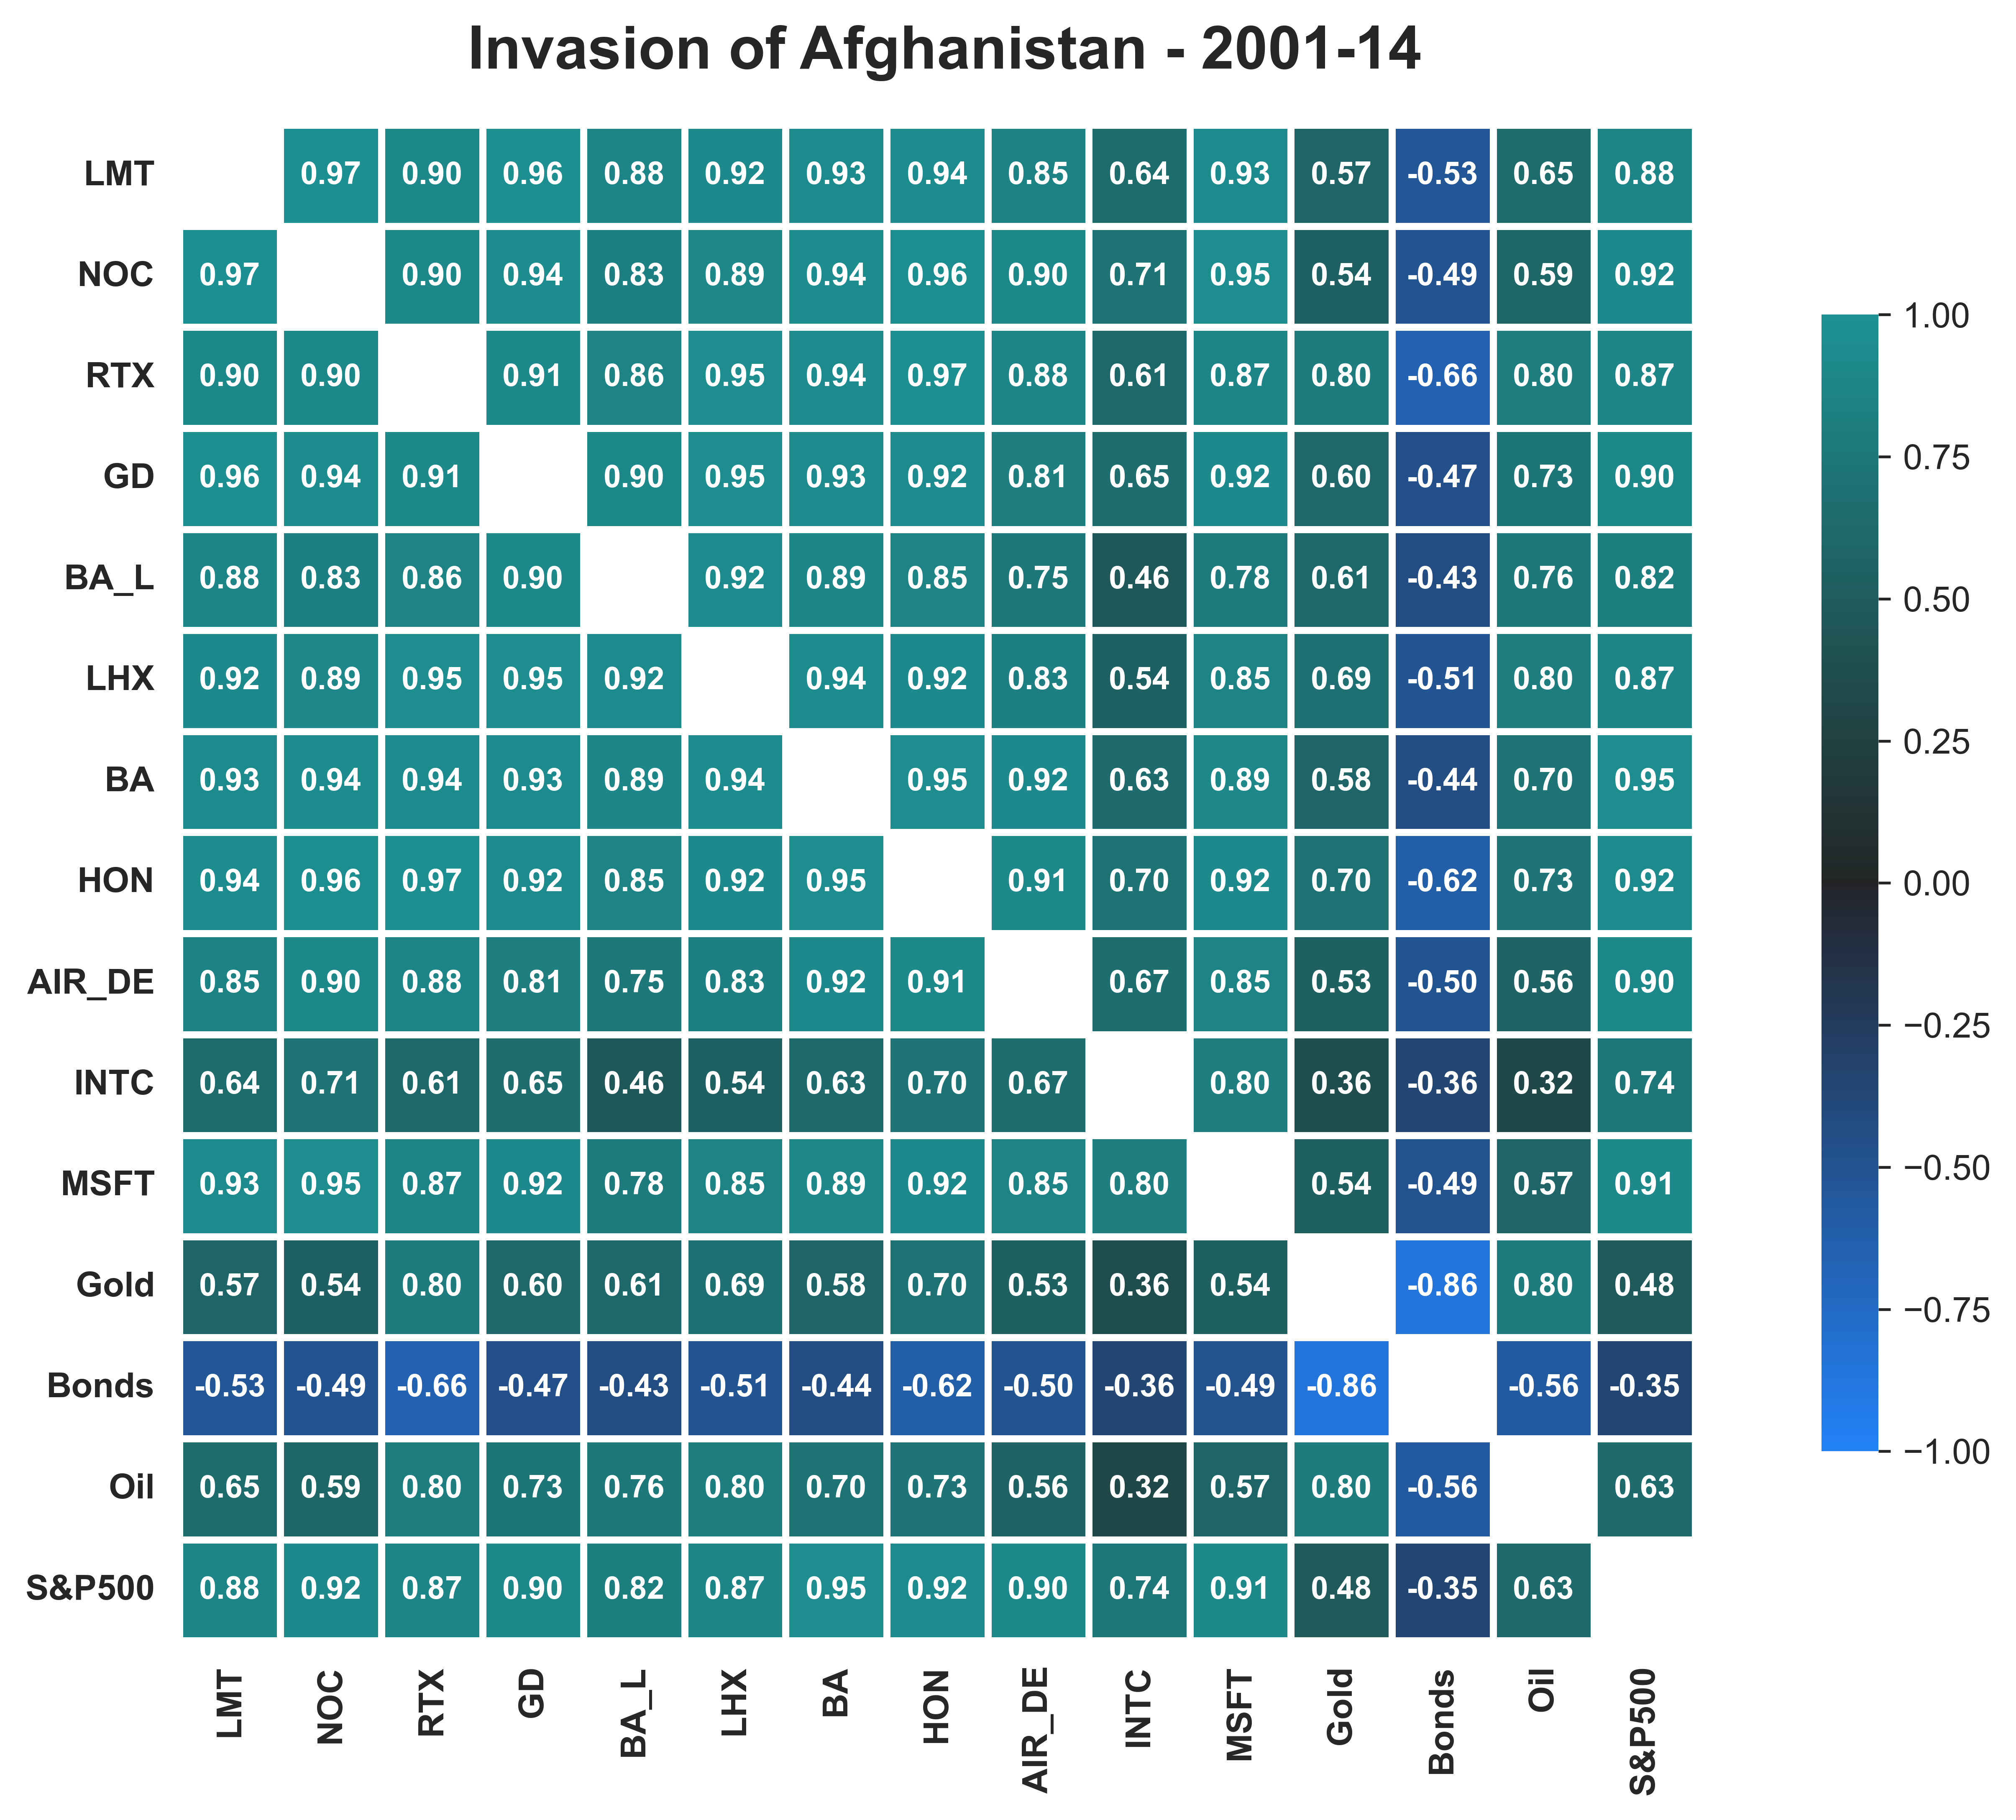 Invasion of Afghanistan - 2001-14
LMT 0.97 0.90 0.96 0.88 0.92 0.93 0.94 0.85 0.64 0.93 0.57 -0.53 0.65 0.88
NOC 0.97 0.90 0.94 0.83 0.89 0.94 0.96 0.90 0.71 0.95 0.54 -0.49 0.59 0.92
RTX 0.90 0.90 0.91 0.86 0.95 0.94 0.97 0.88 0.61 0.87 0.80 -0.66 0.80 0.87
GD 0.96 0.94 0.91 0.90 0.95 0.93 0.92 0.81 0.65 0.92 0.60 -0.47 0.73 0.90
BA_L 0.88 0.83 0.86 0.90 0.92 0.89 0.85 0.75 0.46 0.78 0.61 -0.43 0.76 0.82
LHX 0.92 0.89 0.95 0.95 0.92 0.94 0.92 0.83 0.54 0.85 0.69 -0.51 0.80 0.87
BA 0.93 0.94 0.94 0.93 0.89 0.94 0.95 0.92 0.63 0.89 0.58 -0.44 0.70 0.95
HON 0.94 0.96 0.97 0.92 0.85 0.92 0.95 0.91 0.70 0.92 0.70 -0.62 0.73 0.92
AIR_DE 0.85 0.90 0.88 0.81 0.75 0.83 0.92 0.91 0.67 0.85 0.53 -0.50 0.56 0.90
INTC 0.64 0.71 0.61 0.65 0.46 0.54 0.63 0.70 0.67 0.80 0.36 -0.36 0.32 0.74
MSFT 0.93 0.95 0.87 0.92 0.78 0.85 0.89 0.92 0.85 0.80 0.54 -0.49 0.57 0.91
Gold 0.57 0.54 0.80 0.60 0.61 0.69 0.58 0.70 0.53 0.36 0.54 -0.86 0.80 0.48
Bonds -0.53 -0.49 -0.66 -0.47 -0.43 -0.51 -0.44 -0.62 -0.50 -0.36 -0.49 -0.86 -0.56 -0.35
Oil 0.65 0.59 0.80 0.73 0.76 0.80 0.70 0.73 0.56 0.32 0.57 0.80 -0.56 0.63
S&P500 0.88 0.92 0.87 0.90 0.82 0.87 0.95 0.92 0.90 0.74 0.91 0.48 -0.35 0.63
LMT NOC RTX GD BA_L LHX BA HON AIR_DE INTC MSFT Gold Bonds Oil S&P500
1.00
0.75
0.50
0.25
0.00
−0.25
−0.50
−0.75
−1.00